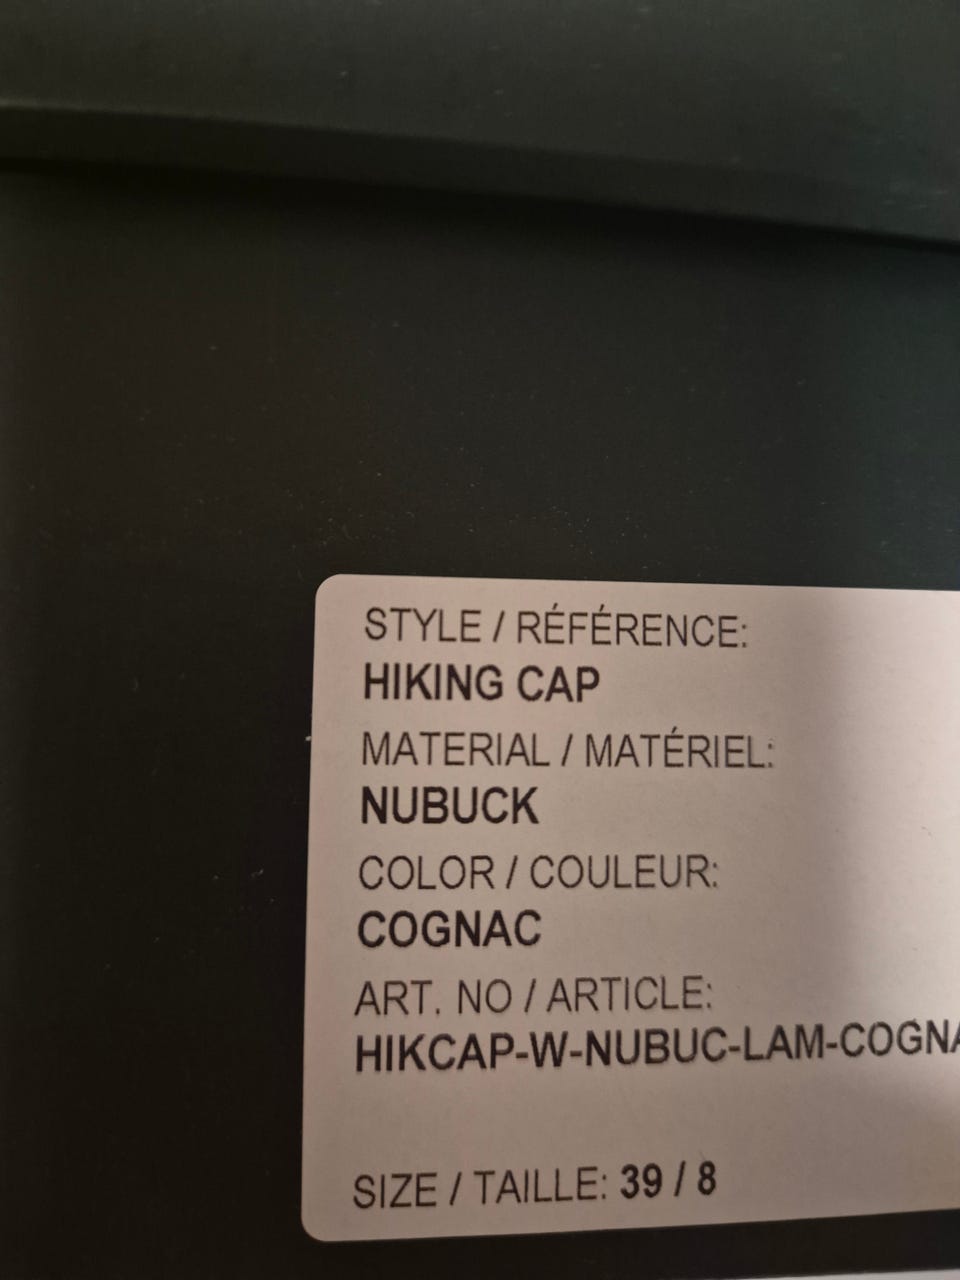 STYLE / RÉFÉRENCE:
HIKING CAP
MATERIAL / MATÉRIEL:
NUBUCK
COLOR / COULEUR:
COGNAC
ART. NO / ARTICLE:
HIKCAP-W-NUBUC-LAM-COGNA
SIZE / TAILLE: 39 / 8